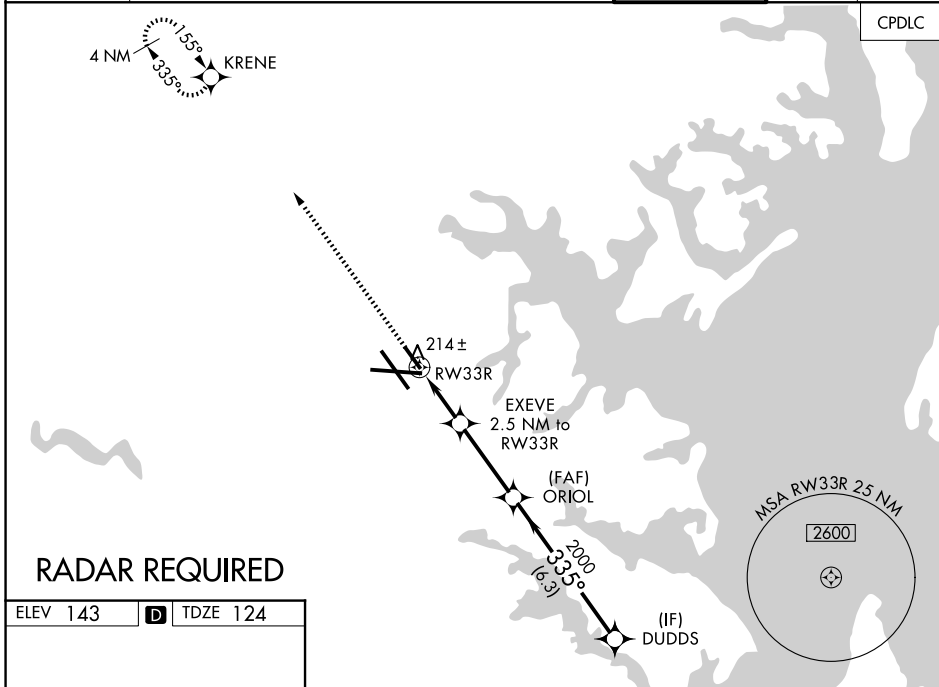 CPDLC
4 NM
155°
335°
KRENE
214±
RW33R
EXEVE
2.5 NM to
RW33R
(FAF)
ORIOL
2000
335°
(6.3)
(IF)
DUDDS
MSA RW33R 25 NM
2600
RADAR REQUIRED
ELEV 143 D TDZE 124